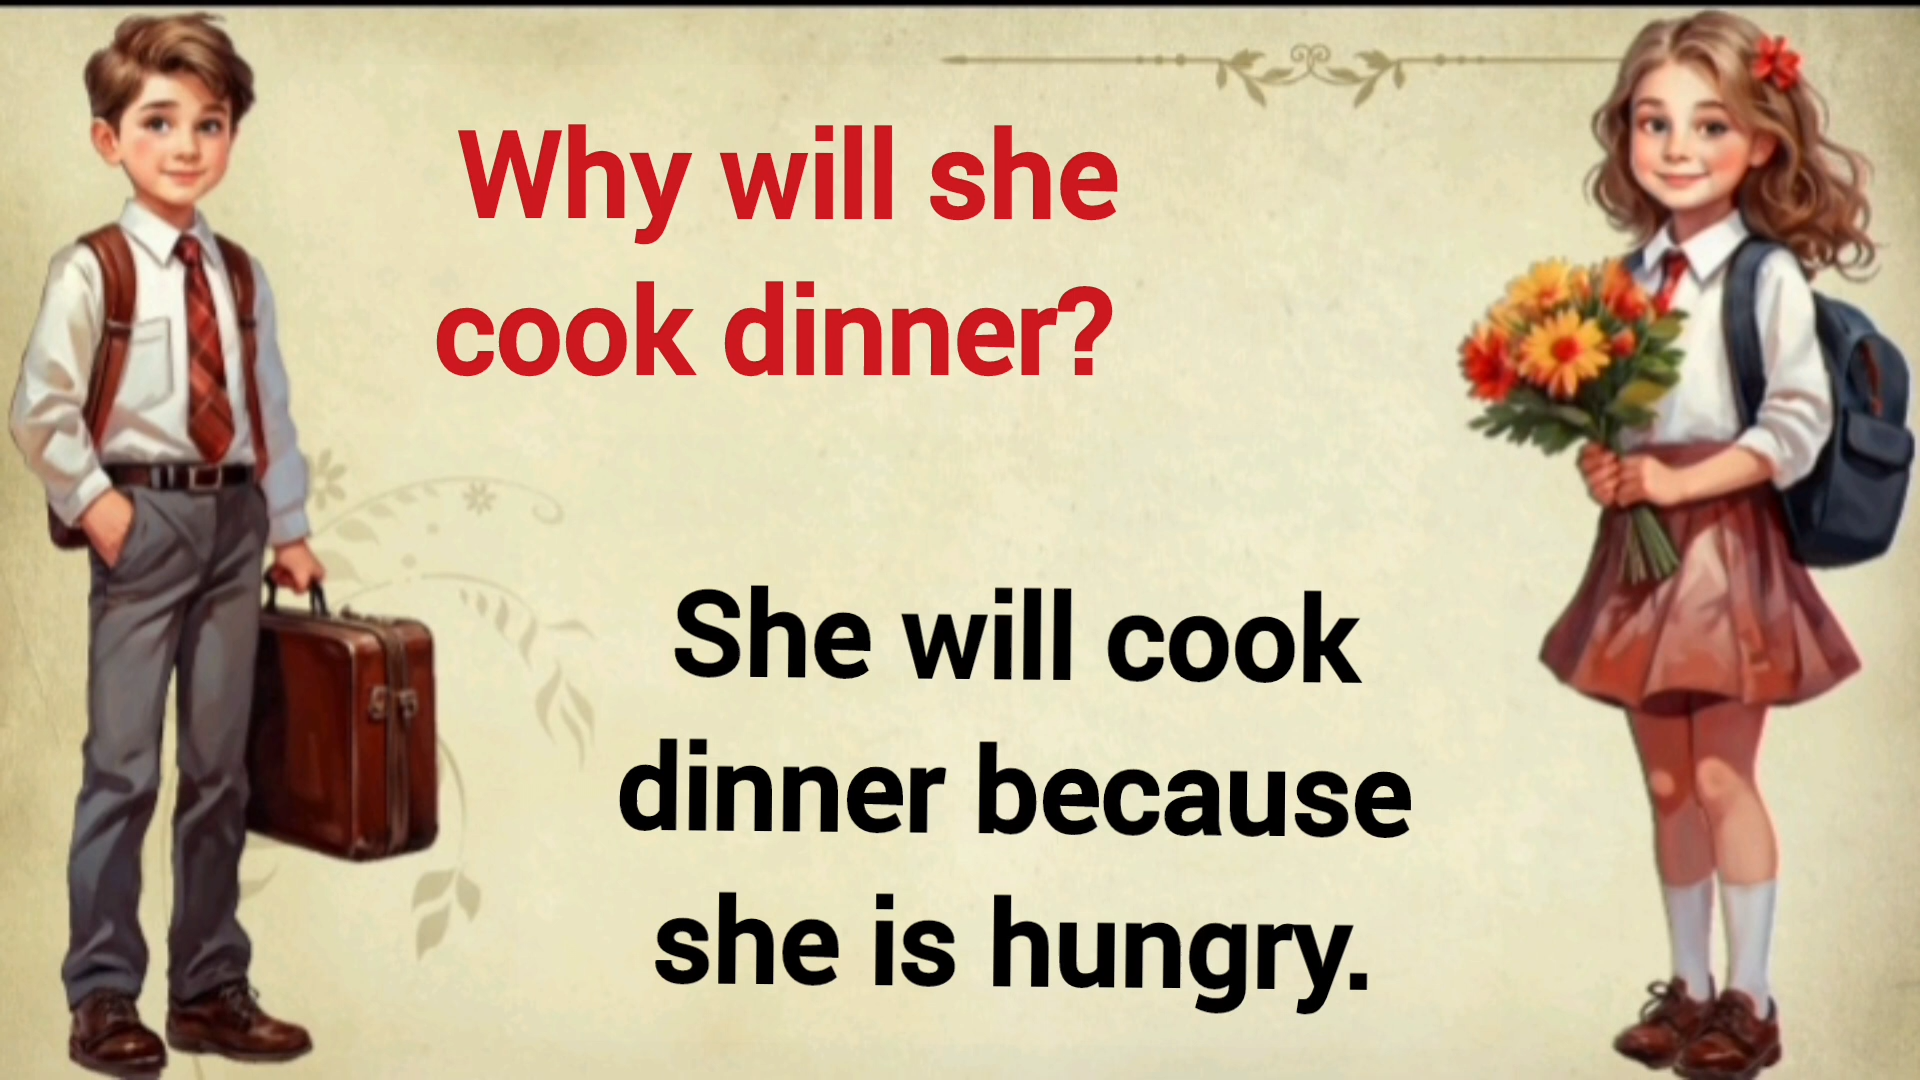 Why will she
cook dinner?
She will cook
dinner because
she is hungry.